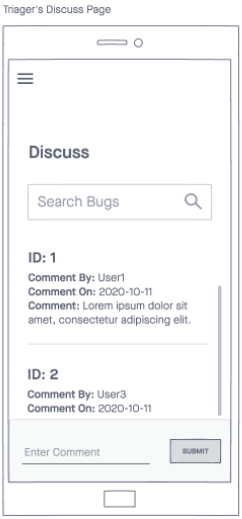 Triager's Discuss Page
Discuss
Search Bugs
ID: 1
Comment By: User1
Comment On: 2020-10-11
Comment: Lorem ipsum dolor sit
amet, consectetur adipiscing elit.
ID: 2
Comment By: User3
Comment On: 2020-10-11
Enter Comment
SUBMIT